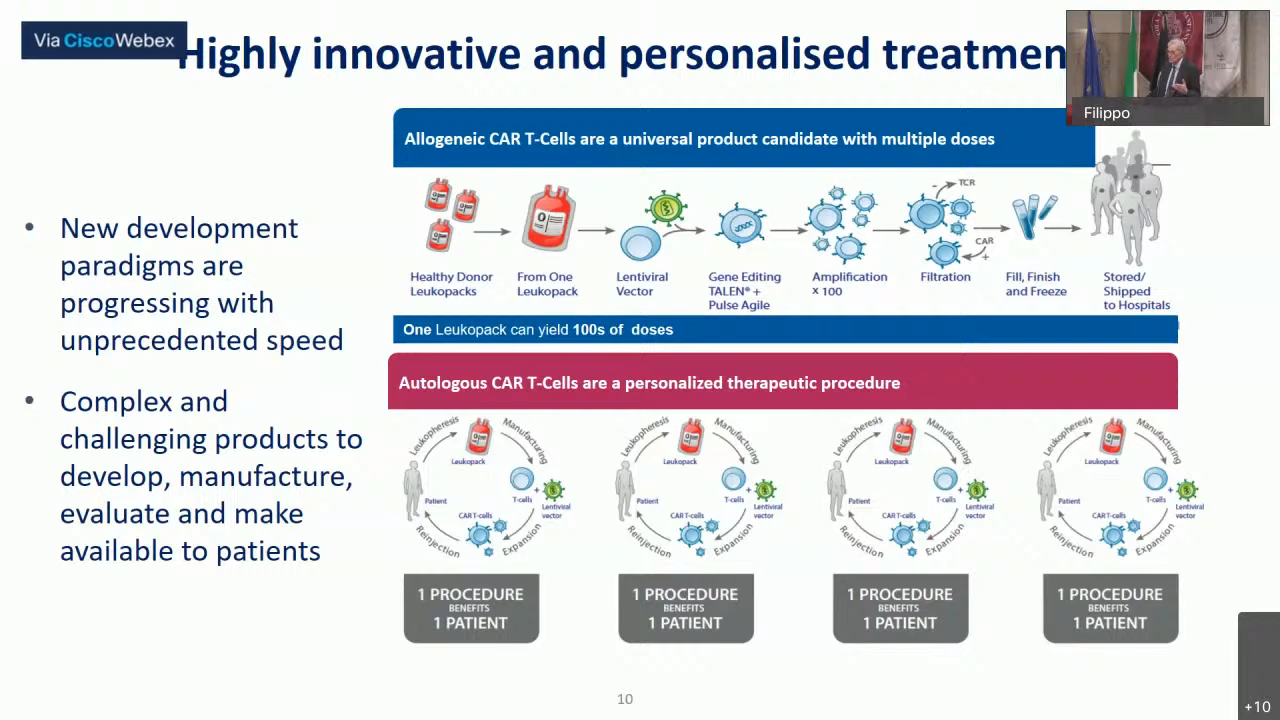 Via CiscoWebex
Highly innovative and personalised treatmen
Filippo
New development
paradigms are
progressing with
unprecedented speed
Complex and
challenging products to
develop, manufacture,
evaluate and make
available to patients
Allogeneic CAR T-Cells are a universal product candidate with multiple doses
TCR
CAR
Healthy Donor
Leukopacks
From One
Leukopack
Lentiviral
Vector
Gene Editing
TALEN® +
Pulse Agile
Amplification
x 100
Filtration
Fill, Finish
and Freeze
Stored/
Shipped
to Hospitals
One Leukopack can yield 100s of doses
Autologous CAR T-Cells are a personalized therapeutic procedure
Leukopheresis
Manufacturing
Leukopack
T-cells
+
Lentiviral
vector
Patient
CAR T-cells
Reinjection
Expansion
1 PROCEDURE
BENEFITS
1 PATIENT
Leukopheresis
Manufacturing
Leukopack
T-cells
+
Lentiviral
vector
Patient
CAR T-cells
Reinjection
Expansion
1 PROCEDURE
BENEFITS
1 PATIENT
Leukopheresis
Manufacturing
Leukopack
T-cells
+
Lentiviral
vector
Patient
CAR T-cells
Reinjection
Expansion
1 PROCEDURE
BENEFITS
1 PATIENT
Leukopheresis
Manufacturing
Leukopack
T-cells
+
Lentiviral
vector
Patient
CAR T-cells
Reinjection
Expansion
1 PROCEDURE
BENEFITS
1 PATIENT
10
+10